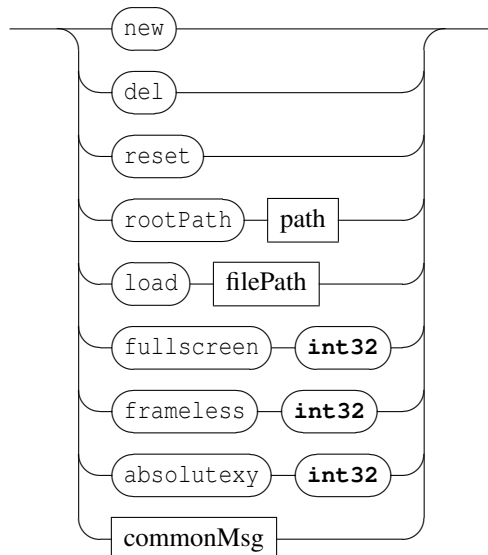 new
del
reset
rootPath path
load filePath
fullscreen int32
frameless int32
absolutexy int32
commonMsg